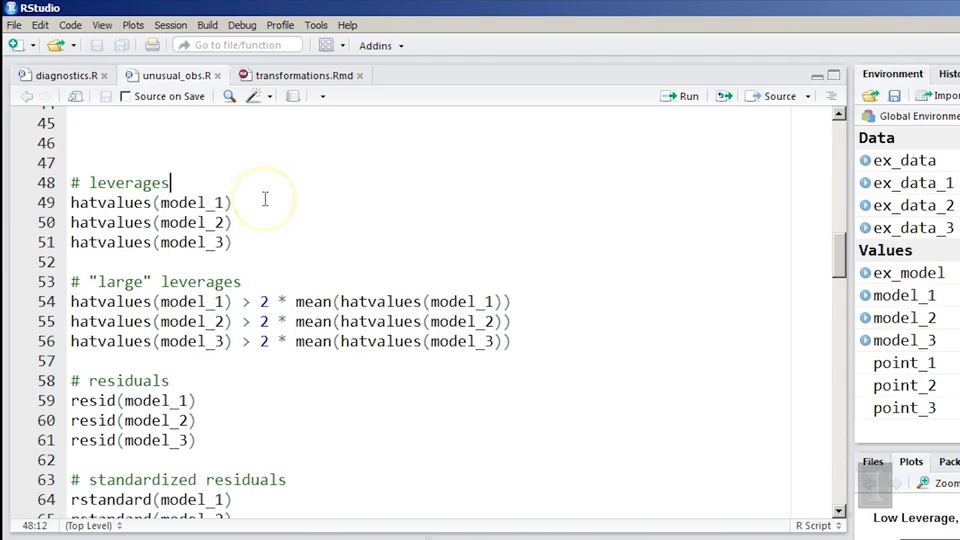 RStudio
File Edit Code View Plots Session Build Debug Profile Tools Help
Go to file/function Addins
diagnostics.R unusual_obs.R transformations.Rmd
Environment
Source on Save Run Source
Global
Data
45
46
47
48 # leverages
49 hatvalues(model_1)
50 hatvalues(model_2)
51 hatvalues(model_3)
52
53 # "large" leverages
54 hatvalues(model_1) > 2 * mean(hatvalues(model_1))
55 hatvalues(model_2) > 2 * mean(hatvalues(model_2))
56 hatvalues(model_3) > 2 * mean(hatvalues(model_3))
57
58 # residuals
59 resid(model_1)
60 resid(model_2)
61 resid(model_3)
62
63 # standardized residuals
64 rstandard(model_1)
48:12 (Top Level) R Script
ex_data
ex_data_1
ex_data_2
ex_data_3
Values
ex_model
model_1
model_2
model_3
point_1
point_2
point_3
Files Plots
Zoom
Low Leverage,